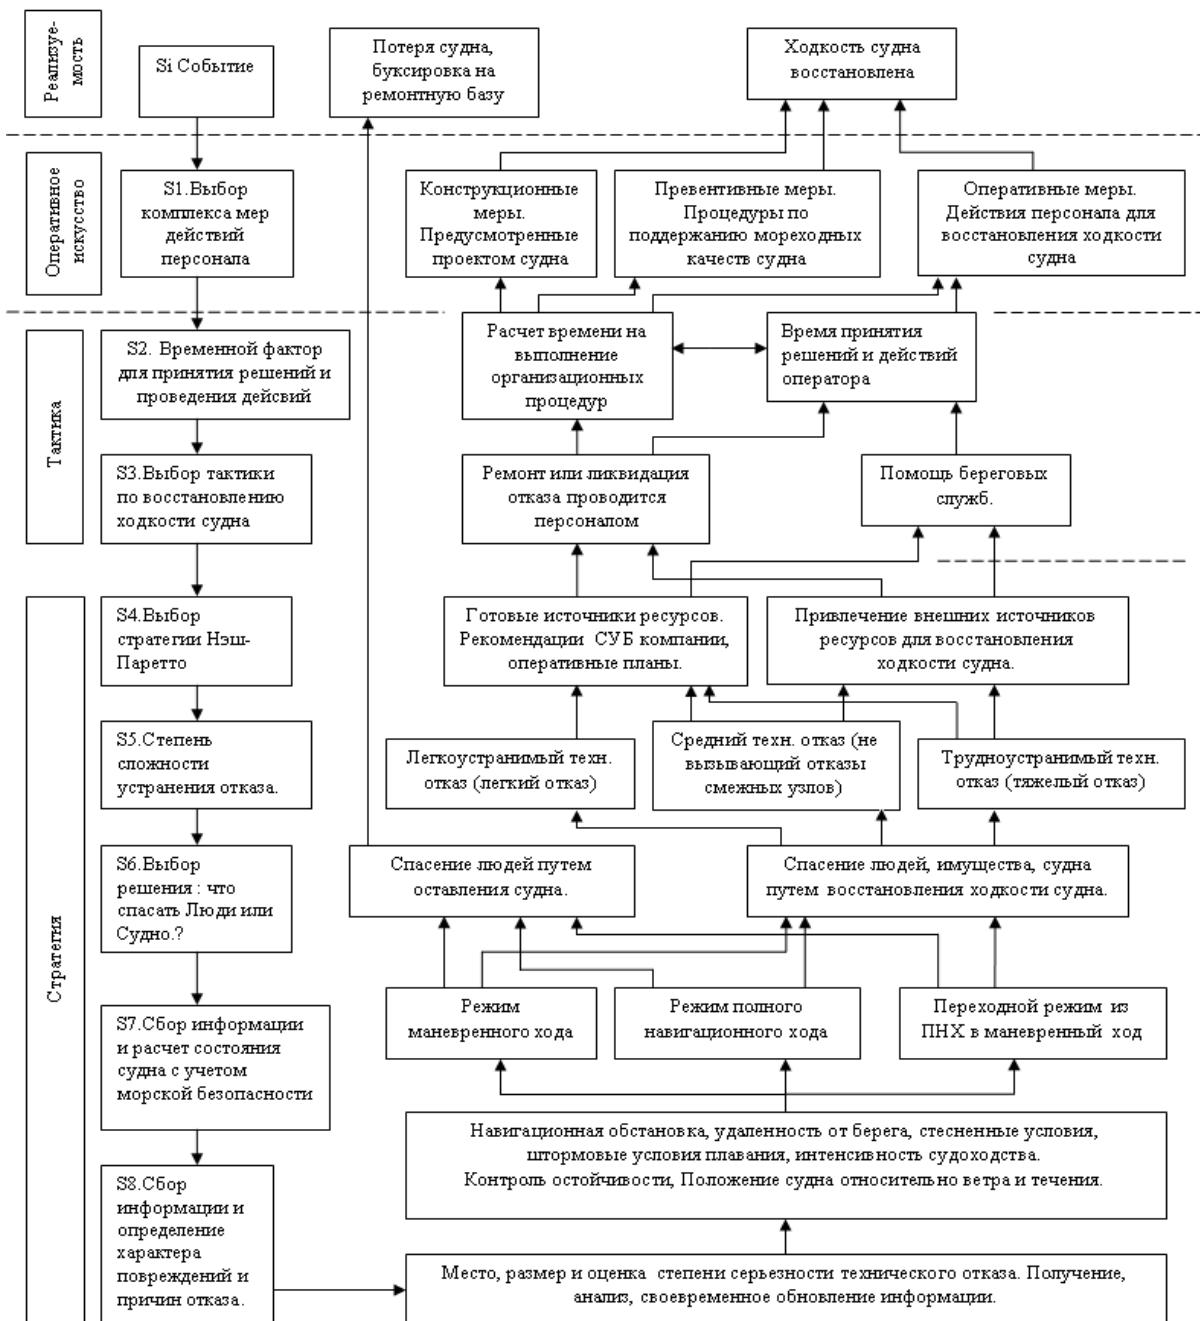 Реализуе-
мость
Si Событие
Потеря судна,
буксировка на
ремонтную базу
Ходкость судна
восстановлена
Оперативное
искусство
S1.Выбор
комплекса мер
действий
персонала
Конструкционные
меры.
Предусмотренные
проектом судна
Превентивные меры.
Процедуры по
поддержанию мореходных
качеств судна
Оперативные меры.
Действия персонала для
восстановления ходкости
судна
Тактика
S2. Временной фактор
для принятия решений и
проведения дейсвий
Расчет времени на
выполнение
организационных
процедур
Время принятия
решений и действий
оператора
S3.Выбор тактики
по восстановлению
ходкости судна
Ремонт или ликвидация
отказа проводится
персоналом
Помощь береговых
служб.
Стратегия
S4.Выбор
стратегии Нэш-
Паретто
Готовые источники ресурсов.
Рекомендации СУБ компании,
оперативные планы.
Привлечение внешних источников
ресурсов для восстановления
ходкости судна.
S5.Степень
сложности
устранения отказа.
Легкоустранимый техн.
отказ (легкий отказ)
Средний техн. отказ (не
вызывающий отказы
смежных узлов)
Трудноустранимый техн.
отказ (тяжелый отказ)
S6.Выбор
решения : что
спасать Люди или
Судно.?
Спасение людей путем
оставления судна.
Спасение людей, имущества, судна
путем восстановления ходкости судна.
S7.Сбор информации
и расчет состояния
судна с учетом
морской безопасности
Режим
маневренного хода
Режим полного
навигационного хода
Переходной режим из
ПНХ в маневренный ход
Навигационная обстановка, удаленность от берега, стесненные условия,
штормовые условия плавания, интенсивность судоходства.
Контроль остойчивости, Положение судна относительно ветра и течения.
S8.Сбор
информации и
определение
характера
повреждений и
причин отказа.
Место, размер и оценка степени серьезности технического отказа. Получение,
анализ, своевременное обновление информации.